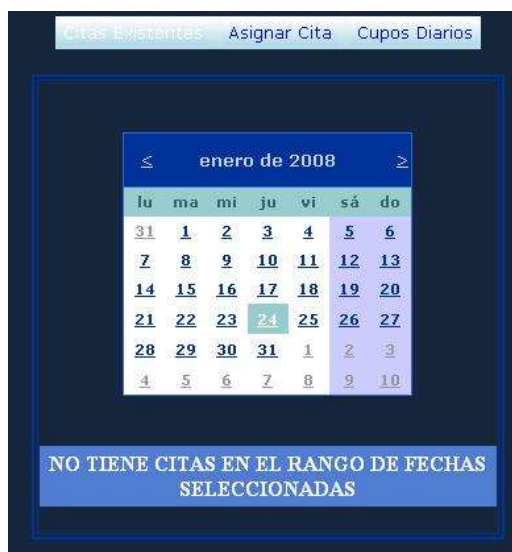 Citas Existentes Asignar Cita Cupos Diarios
< enero de 2008 >
lu ma mi ju vi sá do
31 1 2 3 4 5 6
7 8 9 10 11 12 13
14 15 16 17 18 19 20
21 22 23 24 25 26 27
28 29 30 31 1 2 3
4 5 6 7 8 9 10
NO TIENE CITAS EN EL RANGO DE FECHAS
SELECCIONADAS